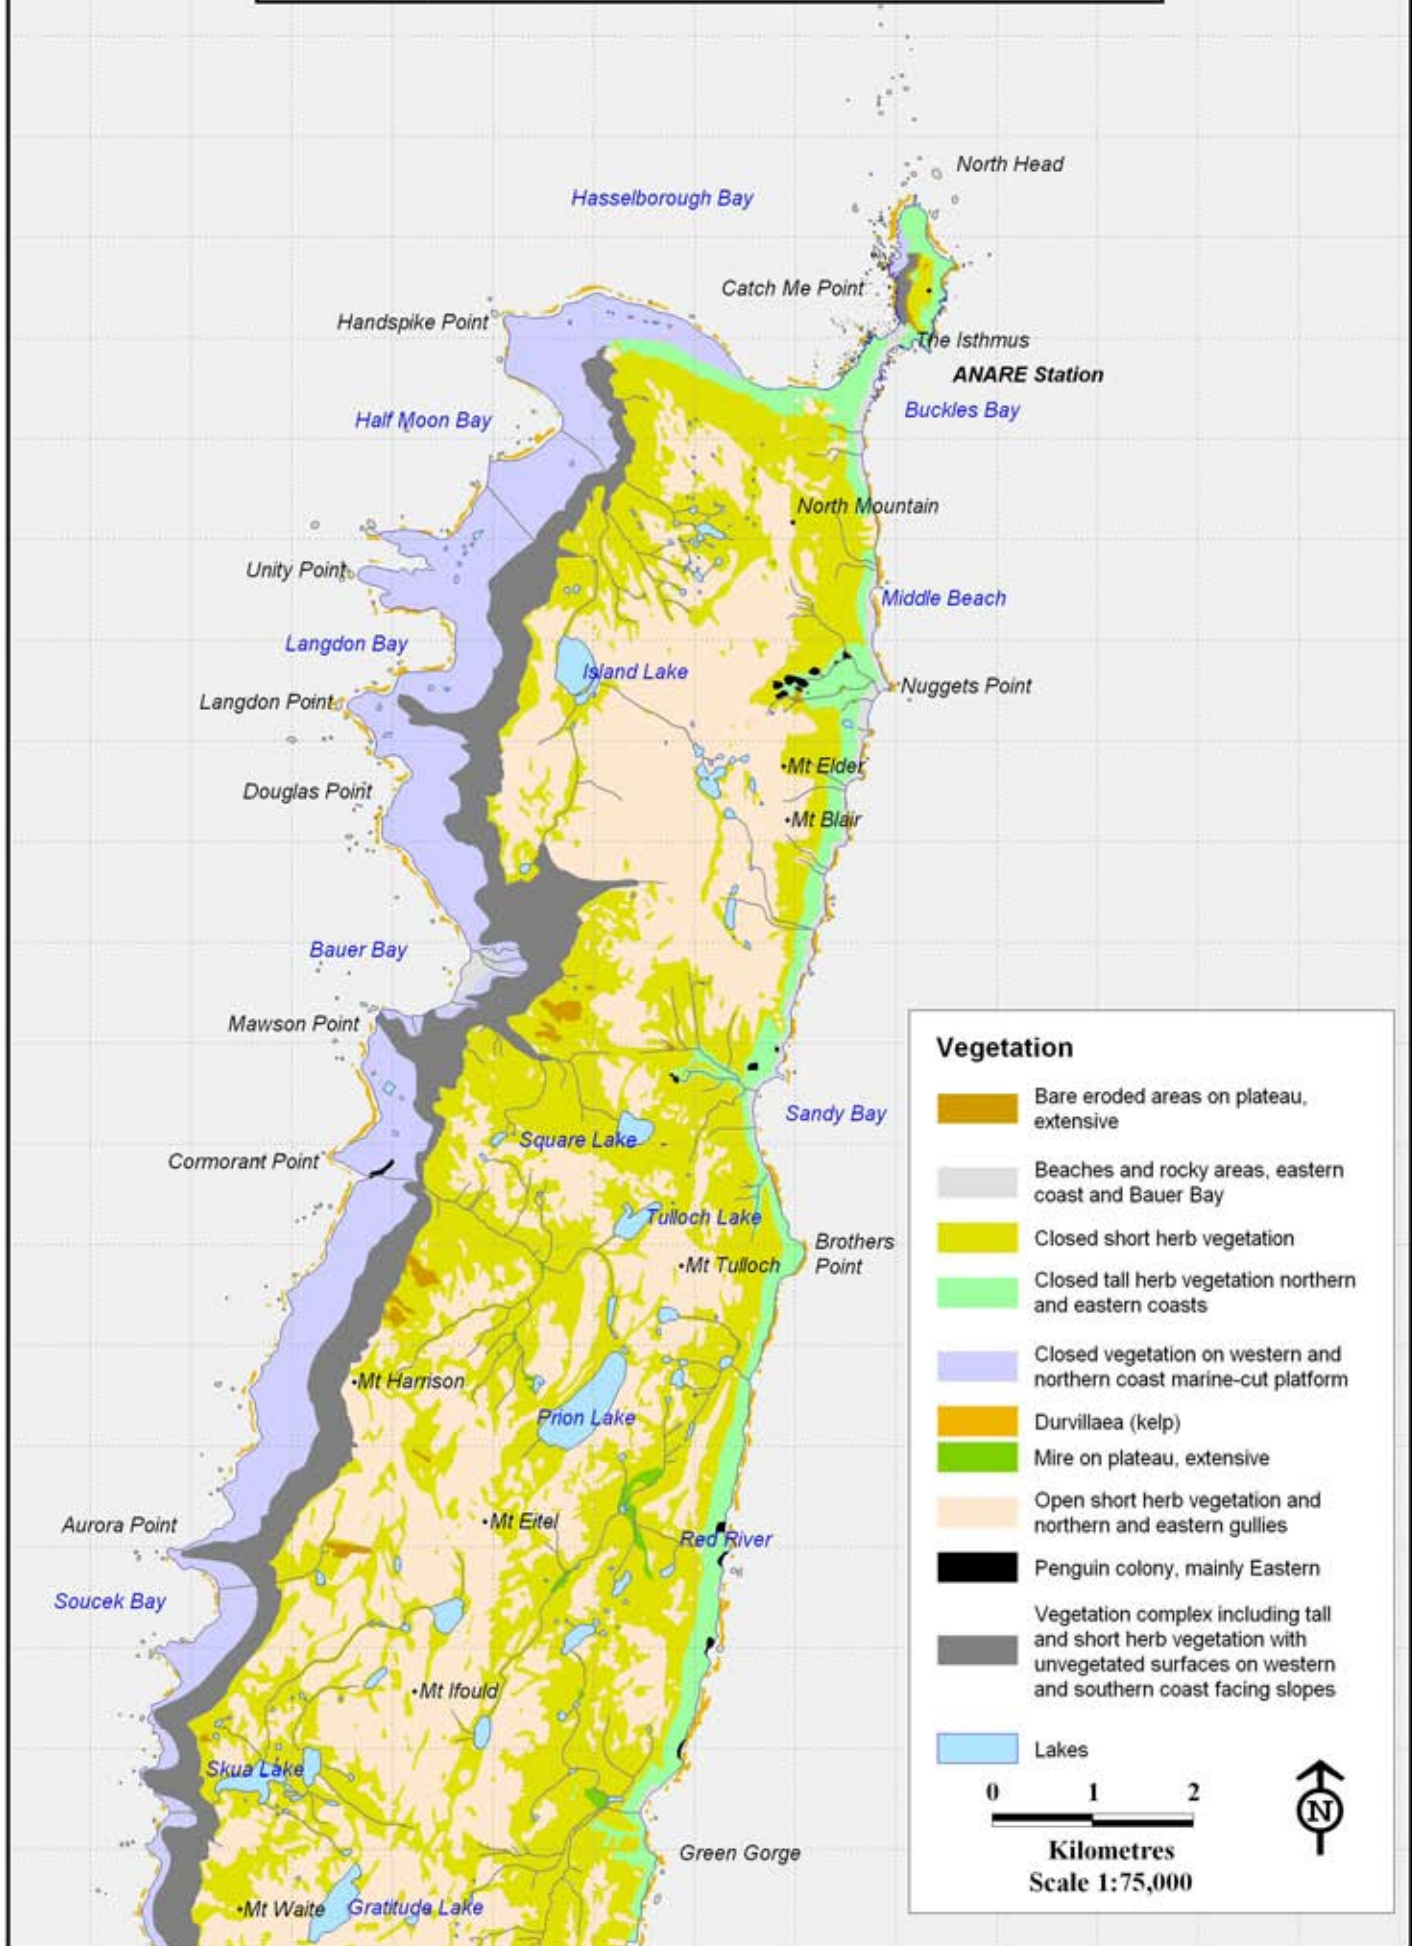 North Head
Hasselborough Bay
Catch Me Point
Handspike Point
The Isthmus
ANARE Station
Buckles Bay
Half Moon Bay
North Mountain
Unity Point
Middle Beach
Langdon Bay
Island Lake
Nuggets Point
Langdon Point
Mt Elder
Douglas Point
Mt Blair
Bauer Bay
Mawson Point
Sandy Bay
Square Lake
Cormorant Point
Tulloch Lake
Brothers
Point
Mt Tulloch
Mt Harrison
Prion Lake
Mt Eitel
Aurora Point
Red River
Soucek Bay
Mt Ifould
Skua Lake
Green Gorge
Mt Waite
Gratitude Lake
Vegetation
Bare eroded areas on plateau,
extensive
Beaches and rocky areas, eastern
coast and Bauer Bay
Closed short herb vegetation
Closed tall herb vegetation northern
and eastern coasts
Closed vegetation on western and
northern coast marine-cut platform
Durvillaea (kelp)
Mire on plateau, extensive
Open short herb vegetation and
northern and eastern gullies
Penguin colony, mainly Eastern
Vegetation complex including tall
and short herb vegetation with
unvegetated surfaces on western
and southern coast facing slopes
Lakes
0 1 2
Kilometres
Scale 1:75,000
N